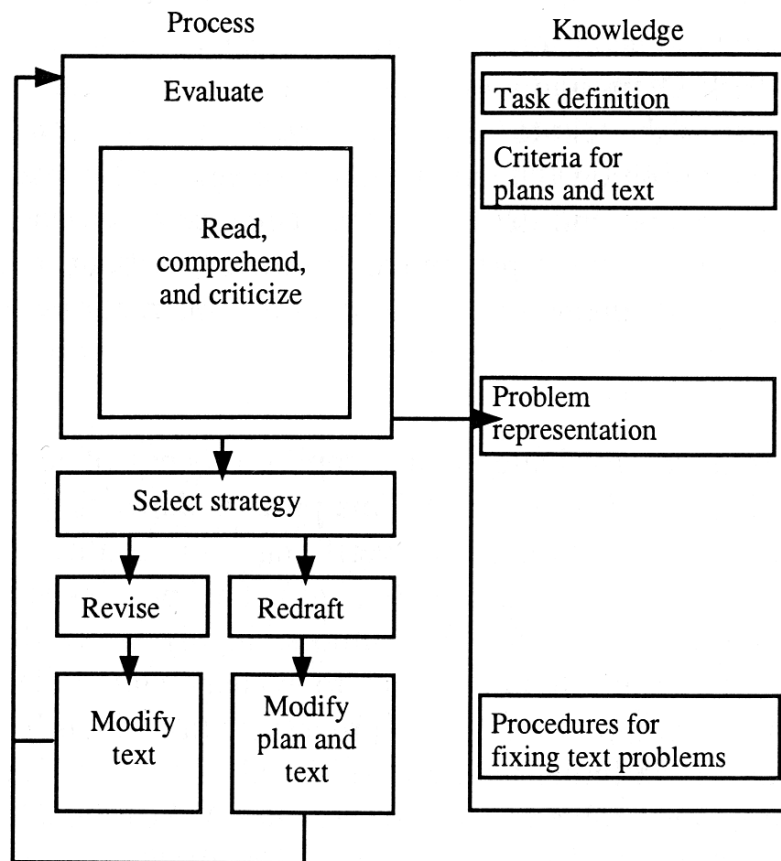 Process
Knowledge
Evaluate
Task definition
Criteria for
plans and text
Read,
comprehend,
and criticize
Problem
representation
Select strategy
Revise
Redraft
Modify
text
Modify
plan and
text
Procedures for
fixing text problems